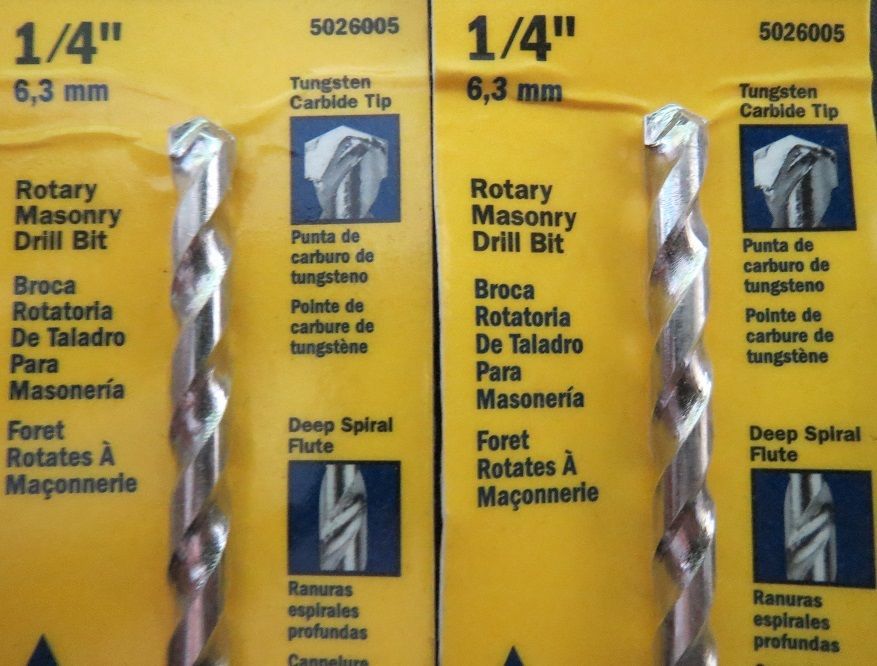 1/4"
5026005
6,3 mm
Tungsten
Carbide Tip
Rotary
Masonry
Drill Bit
Punta de
carburo de
tungsteno
Broca
Rotatoria
De Taladro
Para
Masonería
Pointe de
carbure de
tungstène
Foret
Rotates À
Maçonnerie
Deep Spiral
Flute
Ranuras
espirales
profundas
Cannelure
1/4"
5026005
6,3 mm
Tungsten
Carbide Tip
Rotary
Masonry
Drill Bit
Punta de
carburo de
tungsteno
Broca
Rotatoria
De Taladro
Para
Masonería
Pointe de
carbure de
tungstène
Foret
Rotates À
Maçonnerie
Deep Spiral
Flute
Ranuras
espirales
profundas